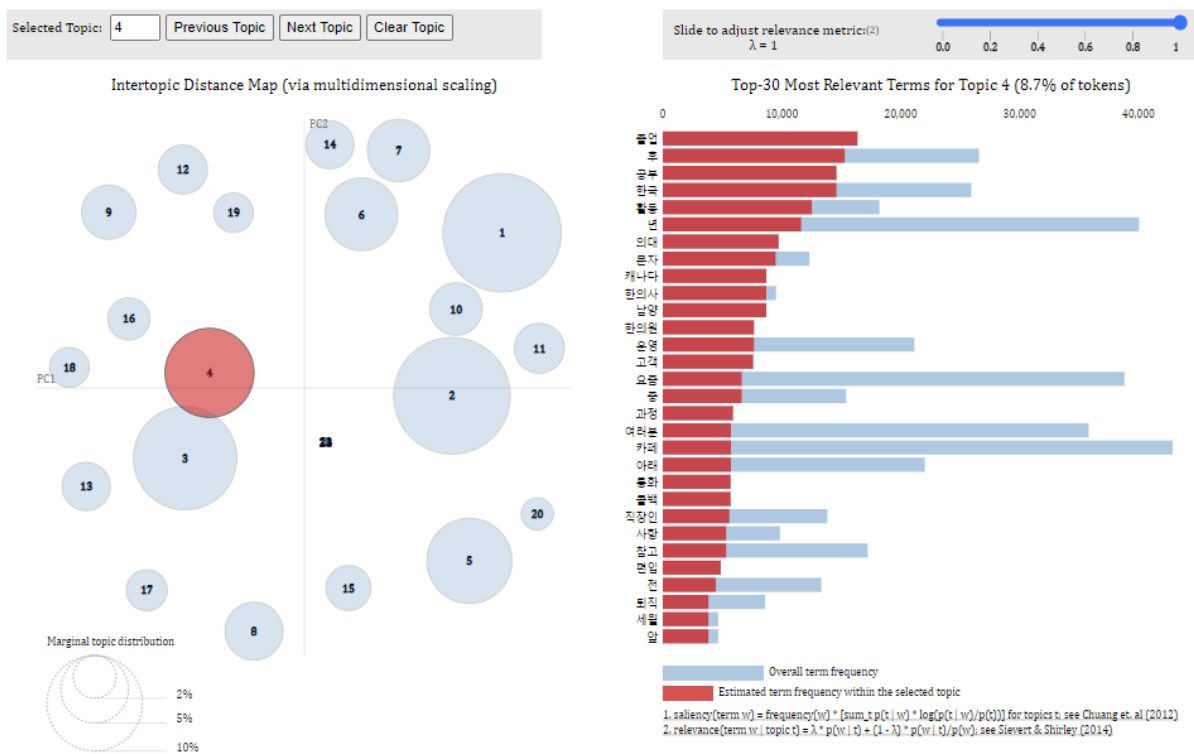 Selected Topic: 4 Previous Topic Next Topic Clear Topic
Slide to adjust relevance metric:(2)
λ = 1
0.0 0.2 0.4 0.6 0.8 1
Intertopic Distance Map (via multidimensional scaling)
PC2
PC1
14
7
12
9
19
6
1
16
10
11
18
4
2
3
13
20
5
17
15
8
Marginal topic distribution
2%
5%
10%
Top-30 Most Relevant Terms for Topic 4 (8.7% of tokens)
0 10,000 20,000 30,000 40,000
졸업
후
공부
한국
활동
년
의대
문자
캐나다
한의사
남양
한의원
운영
고객
요즘
중
과정
여러분
카페
아래
통화
콜백
직장인
사항
참고
편입
전
퇴직
세월
앞
Overall term frequency
Estimated term frequency within the selected topic
1. saliency(term w) = frequency(w) * [sum_t p(t | w) * log(p(t | w)/p(t))] for topics t; see Chuang et. al (2012)
2. relevance(term w | topic t) = λ * p(w | t) + (1 - λ) * p(w | t)/p(w); see Sievert & Shirley (2014)